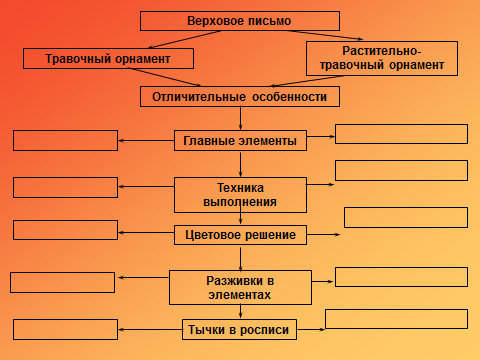 Верховое письмо
Травочный орнамент
Растительно-
травочный орнамент
Отличительные особенности
Главные элементы
Техника
выполнения
Цветовое решение
Разживки в
элементах
Тычки в росписи